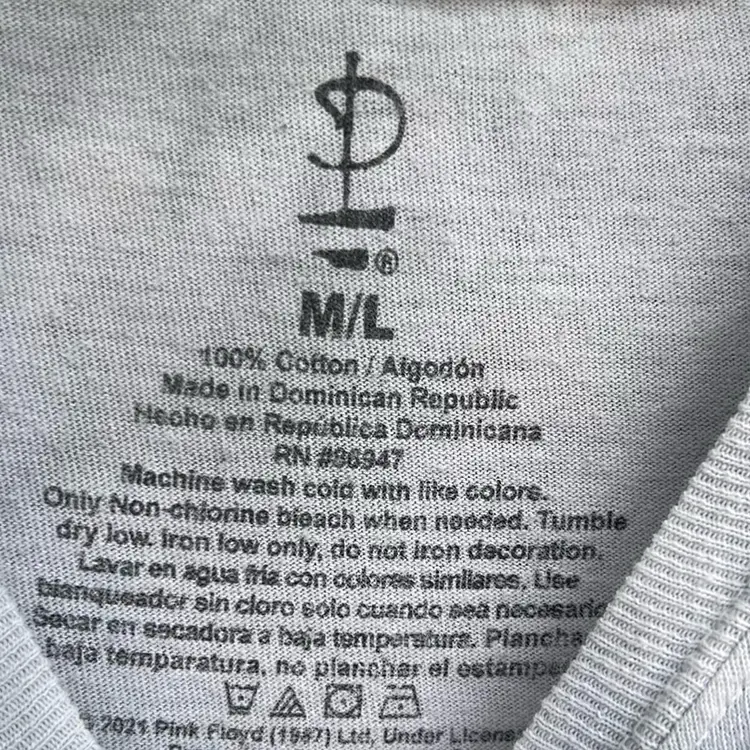 ®
M/L
100% Cotton / Algodón
Made in Dominican Republic
Hecho en Republica Dominicana
RN #96947
Machine wash cold with like colors.
Only Non-chlorine bleach when needed. Tumble
dry low. Iron low only, do not iron decoration.
Lavar en agua fria con colores similares. Use
blanqueador sin cloro solo cuando sea necesario
Secar en secadora a baja temperatura. Plancha
baja temparatura, no planchar el estampe
© 2021 Pink Floyd (1987) Ltd, Under Licens